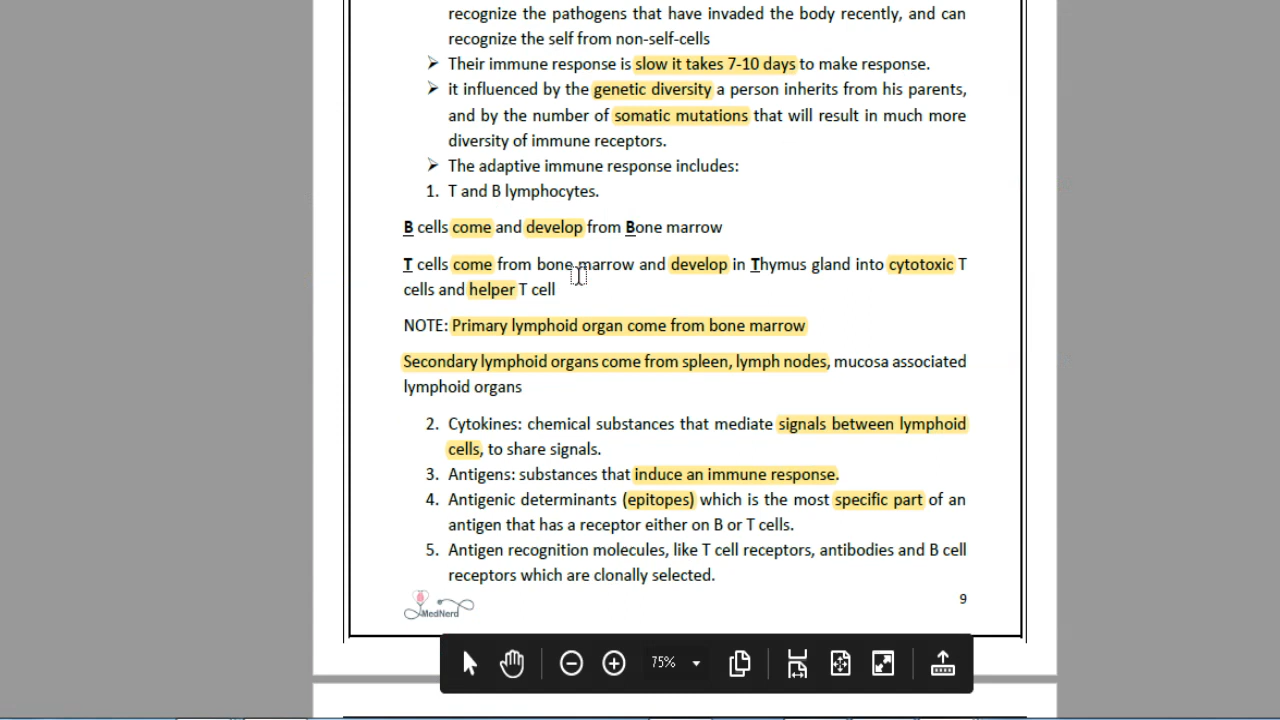 recognize the pathogens that have invaded the body recently, and can
recognize the self from non-self-cells
➢ Their immune response is slow it takes 7-10 days to make response.
➢ it influenced by the genetic diversity a person inherits from his parents,
and by the number of somatic mutations that will result in much more
diversity of immune receptors.
➢ The adaptive immune response includes:
1. T and B lymphocytes.
B cells come and develop from Bone marrow
T cells come from bone marrow and develop in Thymus gland into cytotoxic T
cells and helper T cell
NOTE: Primary lymphoid organ come from bone marrow
Secondary lymphoid organs come from spleen, lymph nodes, mucosa associated
lymphoid organs
2. Cytokines: chemical substances that mediate signals between lymphoid
cells, to share signals.
3. Antigens: substances that induce an immune response.
4. Antigenic determinants (epitopes) which is the most specific part of an
antigen that has a receptor either on B or T cells.
5. Antigen recognition molecules, like T cell receptors, antibodies and B cell
receptors which are clonally selected.
MedNerd
9
75%